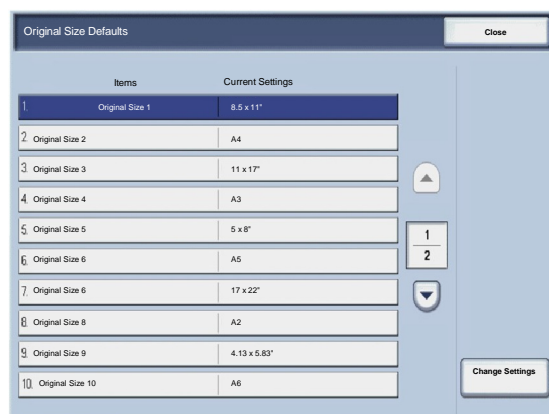 Original Size Defaults Close
Items Current Settings
1. Original Size 1 8.5 x 11"
2. Original Size 2 A4
3. Original Size 3 11 x 17"
4. Original Size 4 A3
5. Original Size 5 5 x 8"
6. Original Size 6 A5
7. Original Size 6 17 x 22"
8. Original Size 8 A2
9. Original Size 9 4.13 x 5.83"
10. Original Size 10 A6
1
2
Change Settings